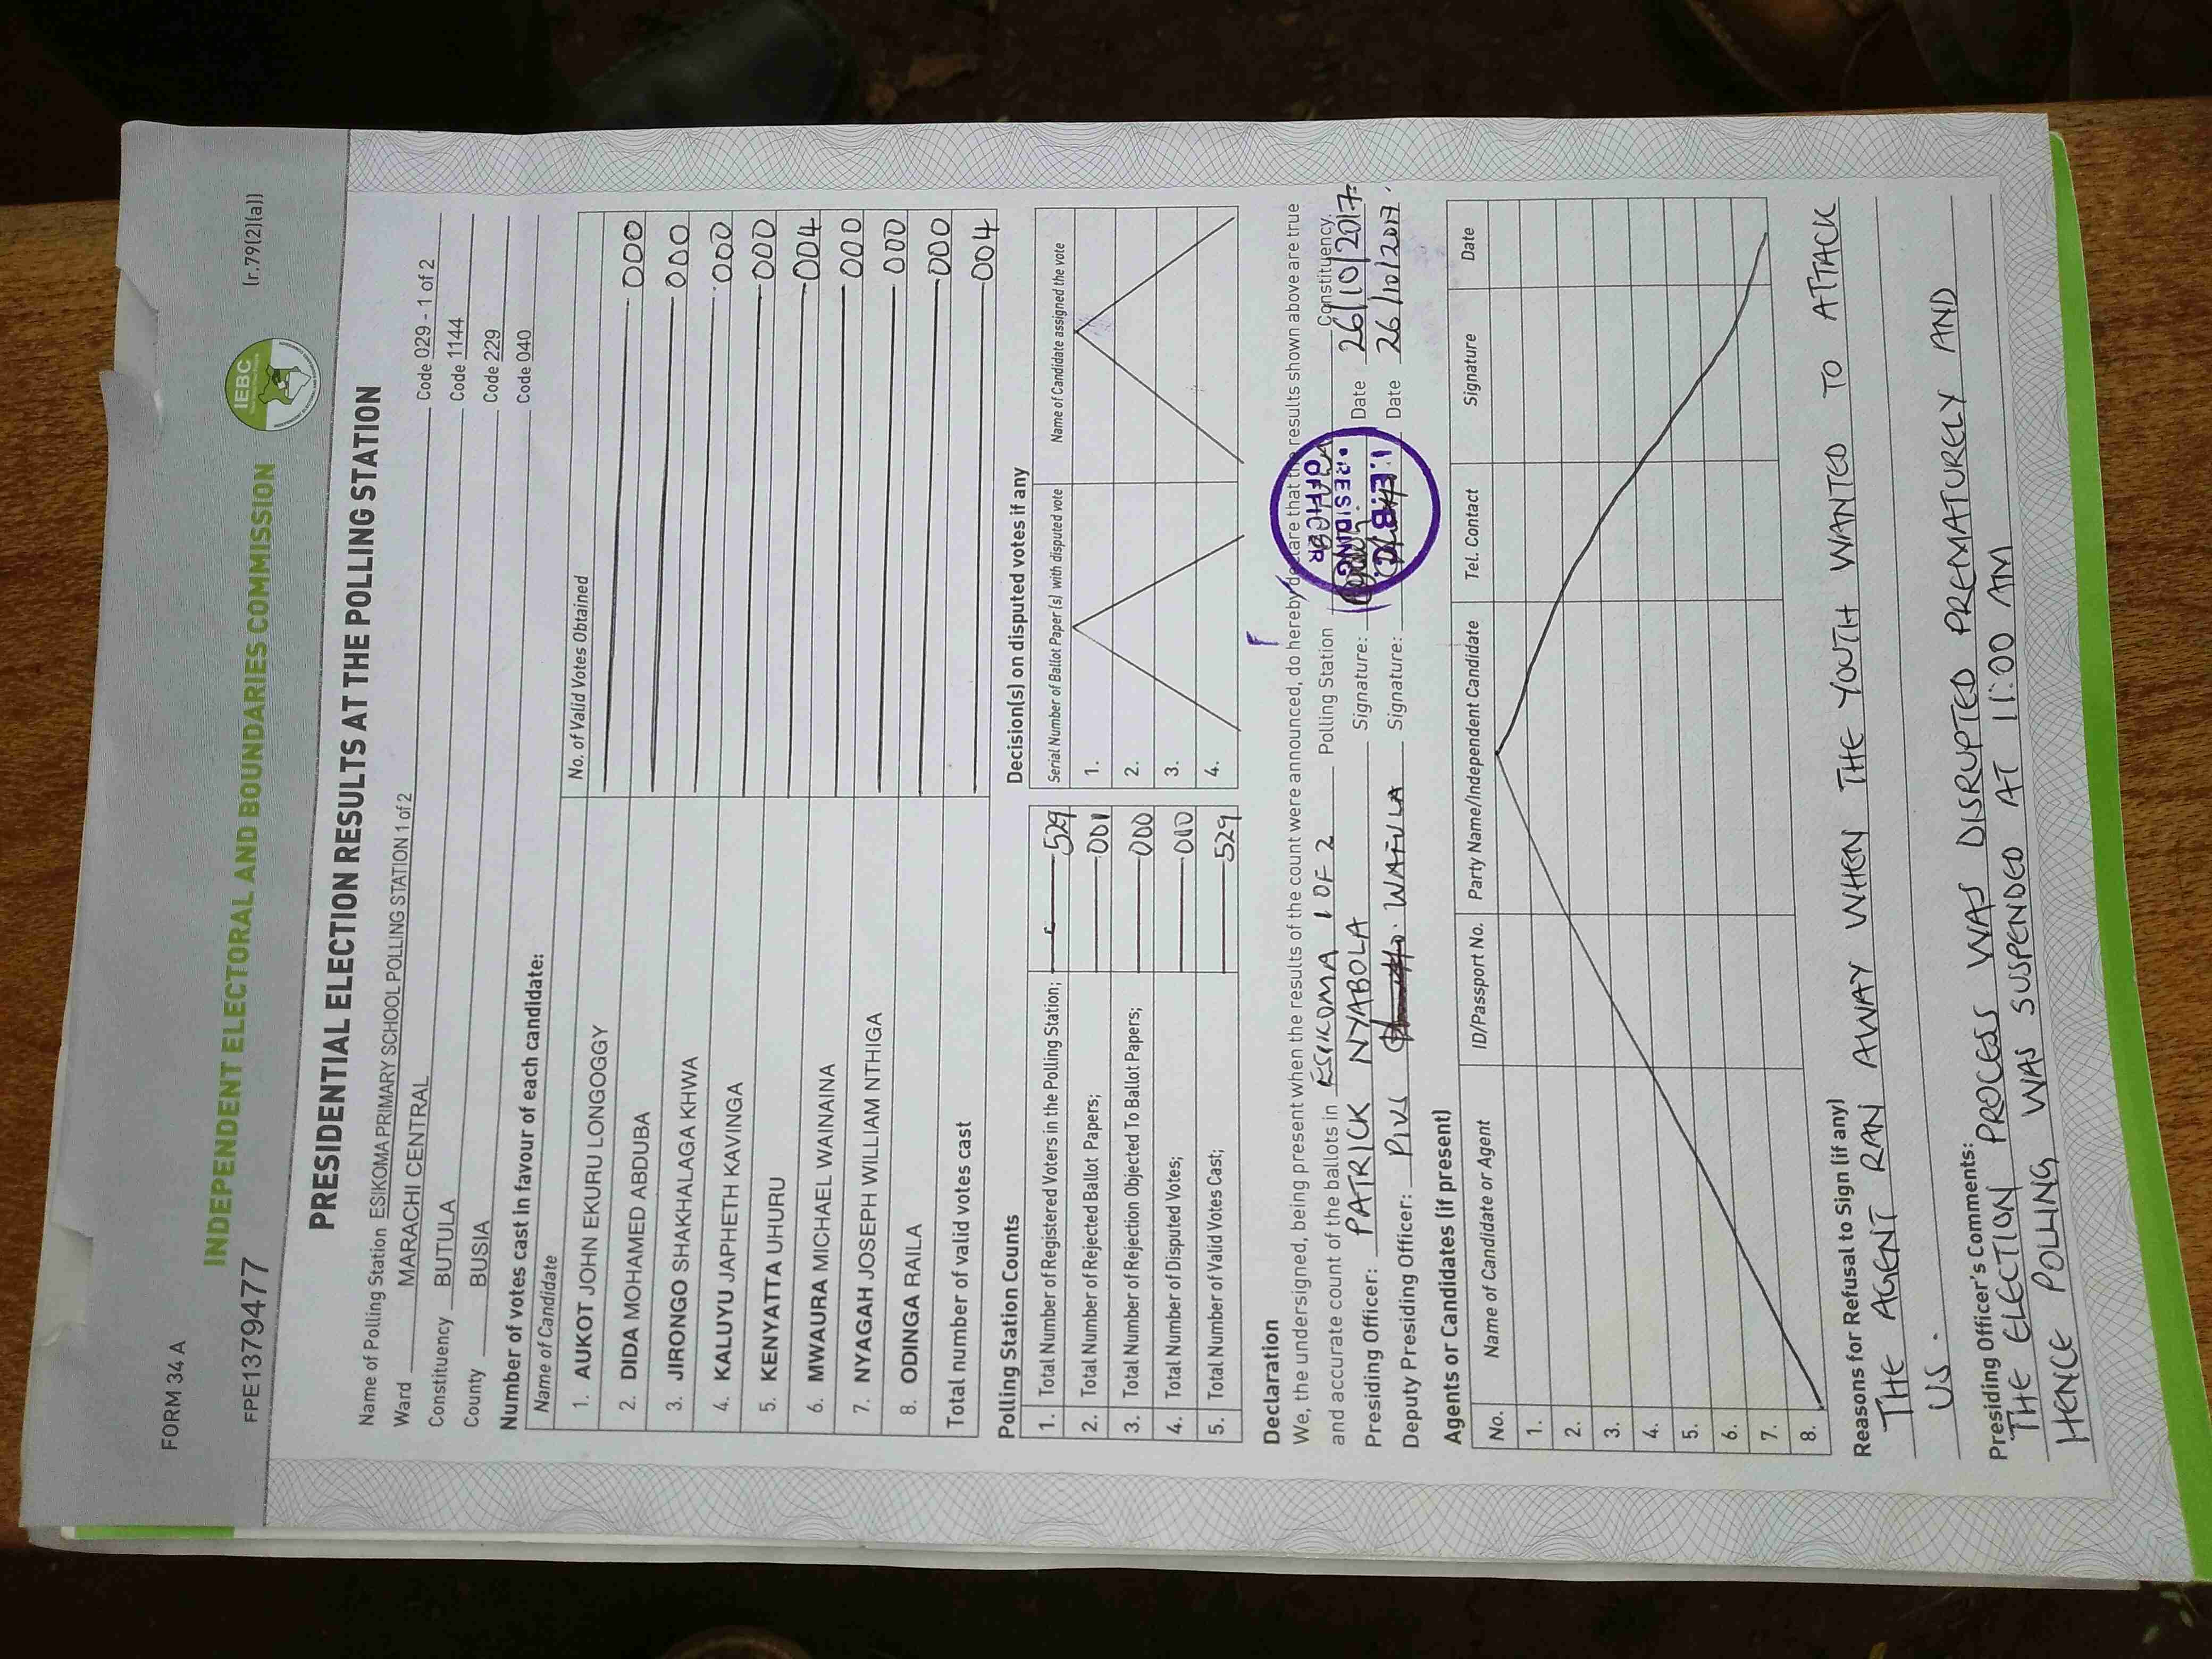 FORM 34 A
(r.79(2)(a))
FPE1379477
INDEPENDENT ELECTORAL AND BOUNDARIES COMMISSION
IEBC
PRESIDENTIAL ELECTION RESULTS AT THE POLLING STATION
Name of Polling Station ESIKOMA PRIMARY SCHOOL POLLING STATION 1 of 2 Code 029 - 1 of 2
Ward MARACHI CENTRAL Code 1144
Constituency BUTULA Code 229
County BUSIA Code 040
Number of votes cast in favour of each candidate:
Name of Candidate No. of Valid Votes Obtained
1. AUKOT JOHN EKURU LONGOGGY 000
2. DIDA MOHAMED ABDUBA 000
3. JIRONGO SHAKHALAGA KHWA 000
4. KALUYU JAPHETH KAVINGA 000
5. KENYATTA UHURU 004
6. MWAURA MICHAEL WAINAINA 000
7. NYAGAH JOSEPH WILLIAM NTHIGA 000
8. ODINGA RAILA 000
Total number of valid votes cast 004
Polling Station Counts
1. Total Number of Registered Voters in the Polling Station; 529
2. Total Number of Rejected Ballot Papers; 001
3. Total Number of Rejection Objected To Ballot Papers; 000
4. Total Number of Disputed Votes; 000
5. Total Number of Valid Votes Cast; 529
Decision(s) on disputed votes if any
Serial Number of Ballot Paper (s) with disputed vote Name of Candidate assigned the vote
1.
2.
3.
4.
Declaration
We, the undersigned, being present when the results of the count were announced, do hereby declare that the results shown above are true
and accurate count of the ballots in ESIKOMA 1 OF 2 Polling Station BUTULA Constituency.
Presiding Officer: PATRICK NYABOLA Signature: Date 26/10/2017
Deputy Presiding Officer: PIUS WAFULA Signature: Date 26/10/2017.
I.E.B.C.
PRESIDING
OFFICER
Agents or Candidates (if present)
No. Name of Candidate or Agent ID/Passport No. Party Name/Independent Candidate Tel. Contact Signature Date
1.
2.
3.
4.
5.
6.
7.
8.
Reasons for Refusal to Sign (if any)
THE AGENT RAN AWAY WHEN THE YOUTH WANTED TO ATTACK
US.
Presiding Officer's Comments:
THE ELECTION PROCESS WAS DISRUPTED PREMATURELY AND
HENCE POLLING WAS SUSPENDED AT 11:00 AM